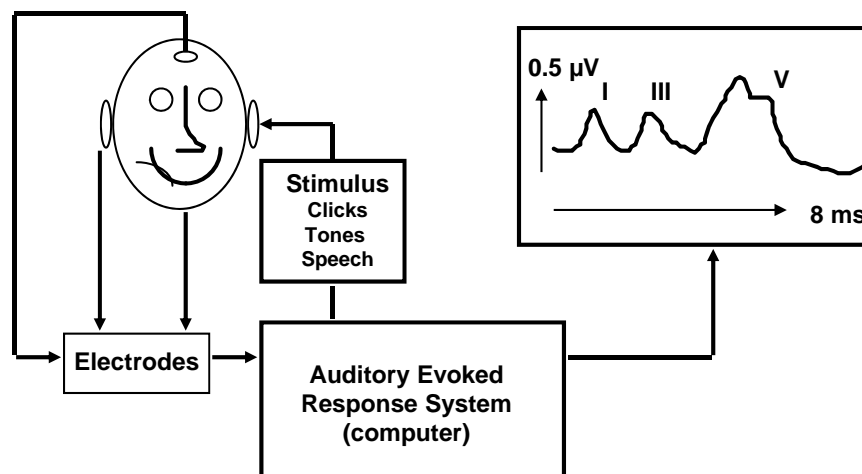 0.5 µV
I
III
V
8 ms
Stimulus
Clicks
Tones
Speech
Electrodes
Auditory Evoked
Response System
(computer)